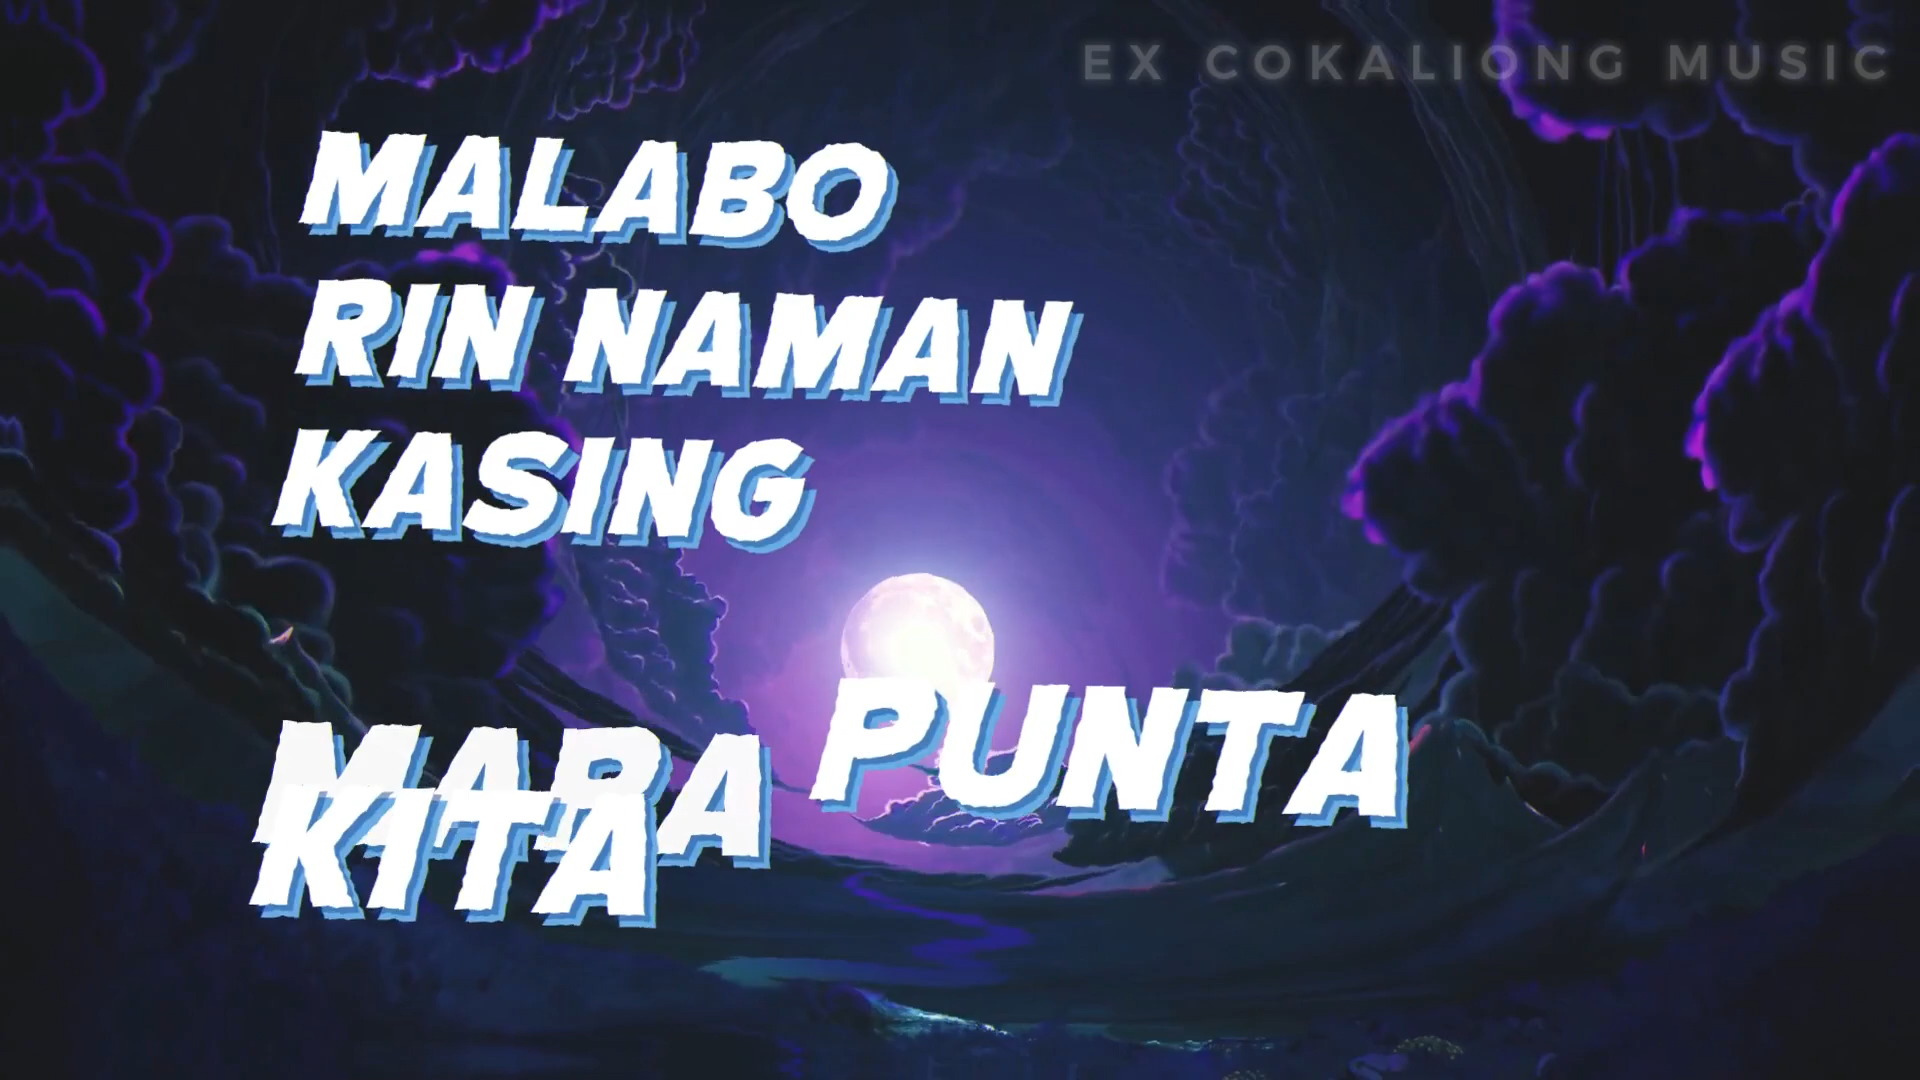 EX COKALIONG MUSIC
MALABO
RIN NAMAN
KASING
PUNTA
KITA